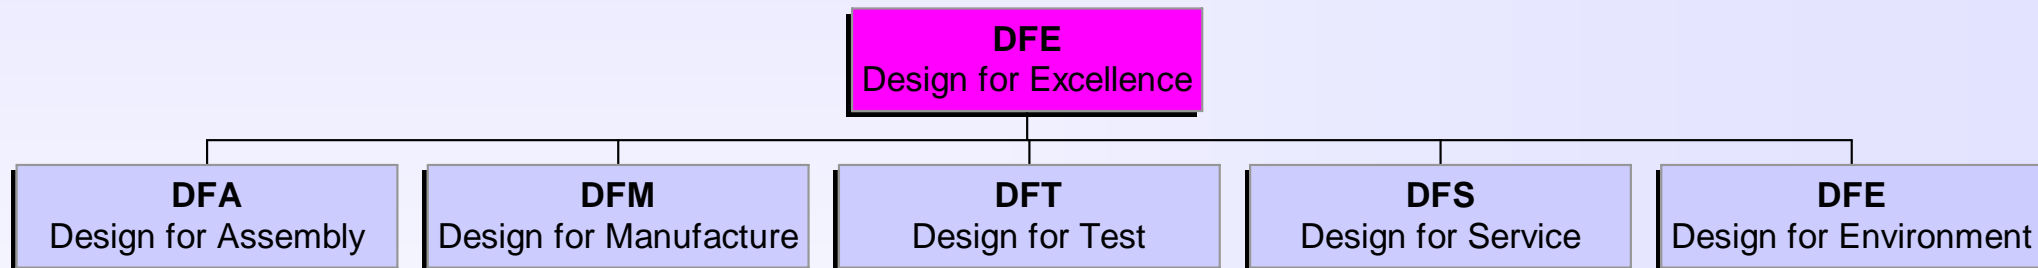 DFE
Design for Excellence
DFA
Design for Assembly
DFM
Design for Manufacture
DFT
Design for Test
DFS
Design for Service
DFE
Design for Environment